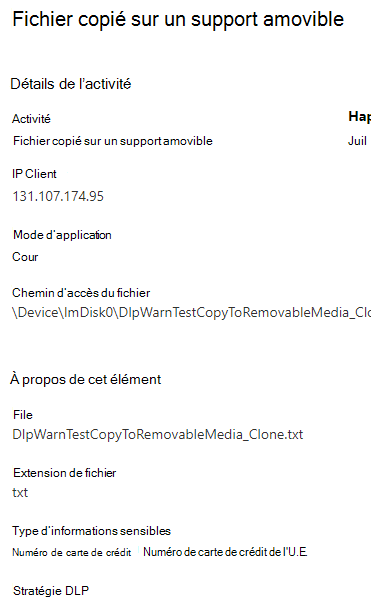 Fichier copié sur un support amovible
Détails de l'activité
Activité Hap
Fichier copié sur un support amovible Juil
IP Client
131.107.174.95
Mode d'application
Cour
Chemin d'accès du fichier
\Device\ImDisk0\DlpWarnTestCopyToRemovableMedia_Clo
À propos de cet élément
File
DlpWarnTestCopyToRemovableMedia_Clone.txt
Extension de fichier
txt
Type d'informations sensibles
Numéro de carte de crédit Numéro de carte de crédit de l'U.E.
Stratégie DLP